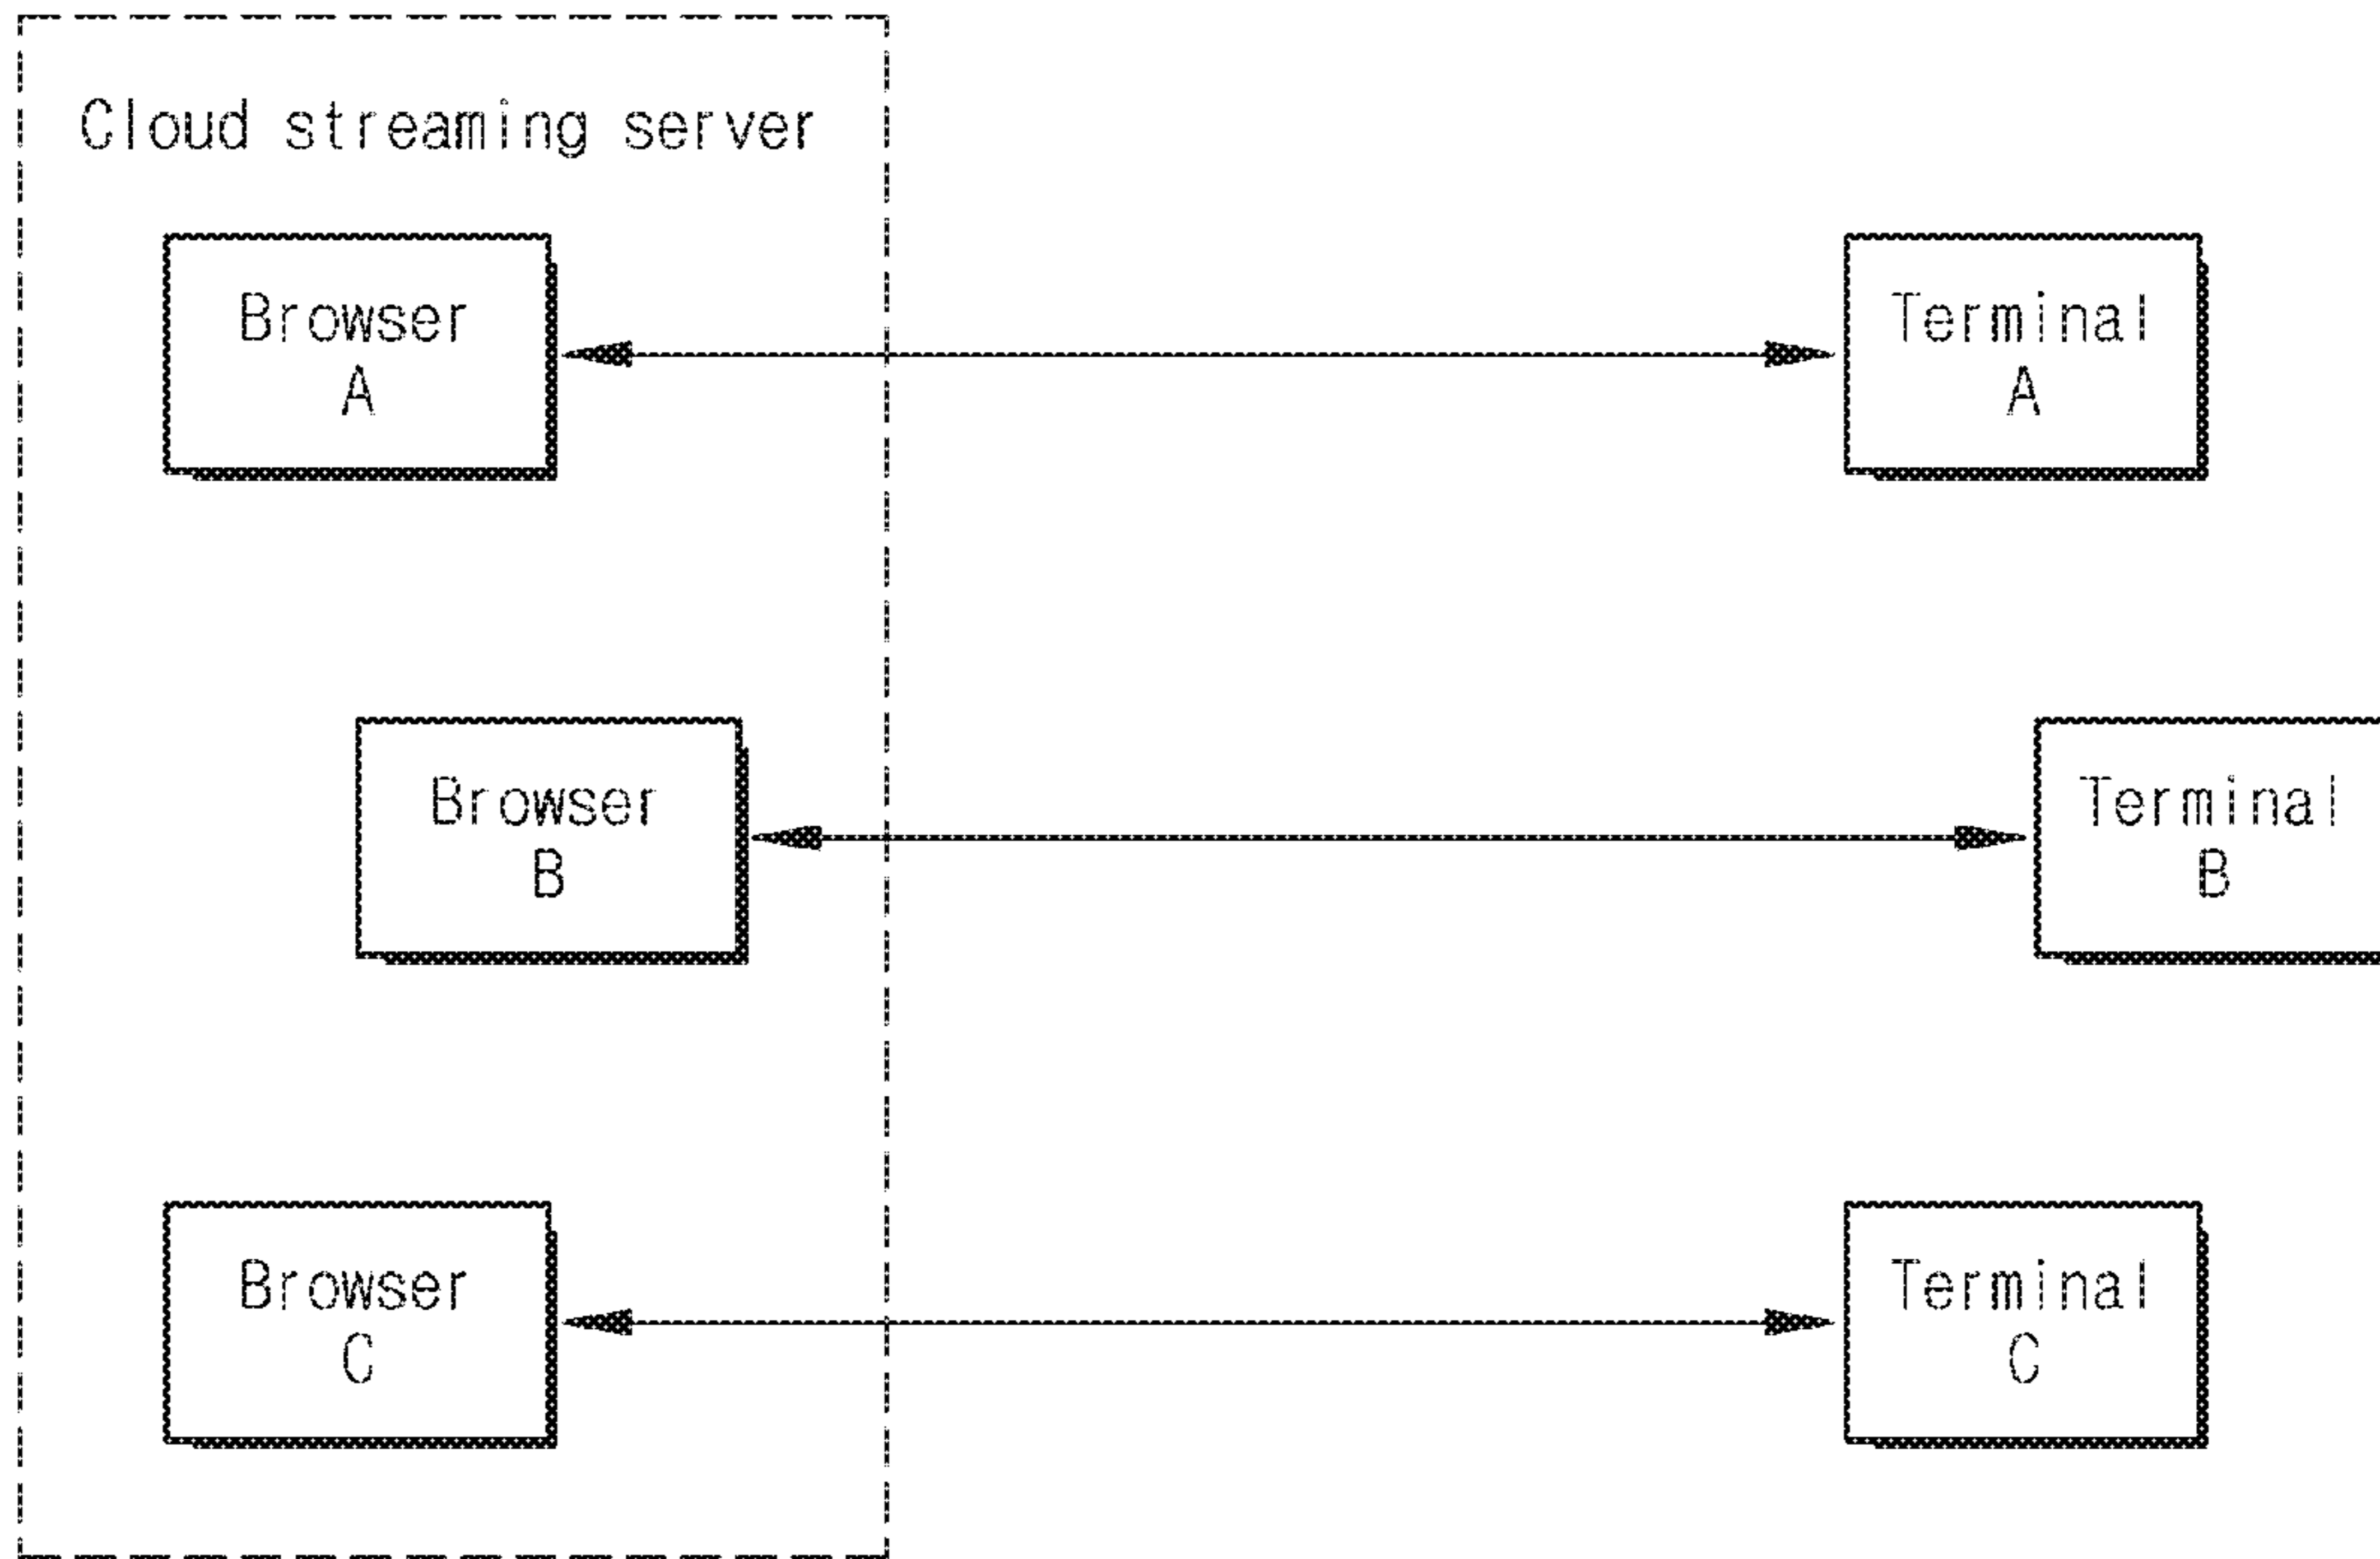 Cloud streaming server
Browser
A
Terminal
A
Browser
B
Terminal
B
Browser
C
Terminal
C